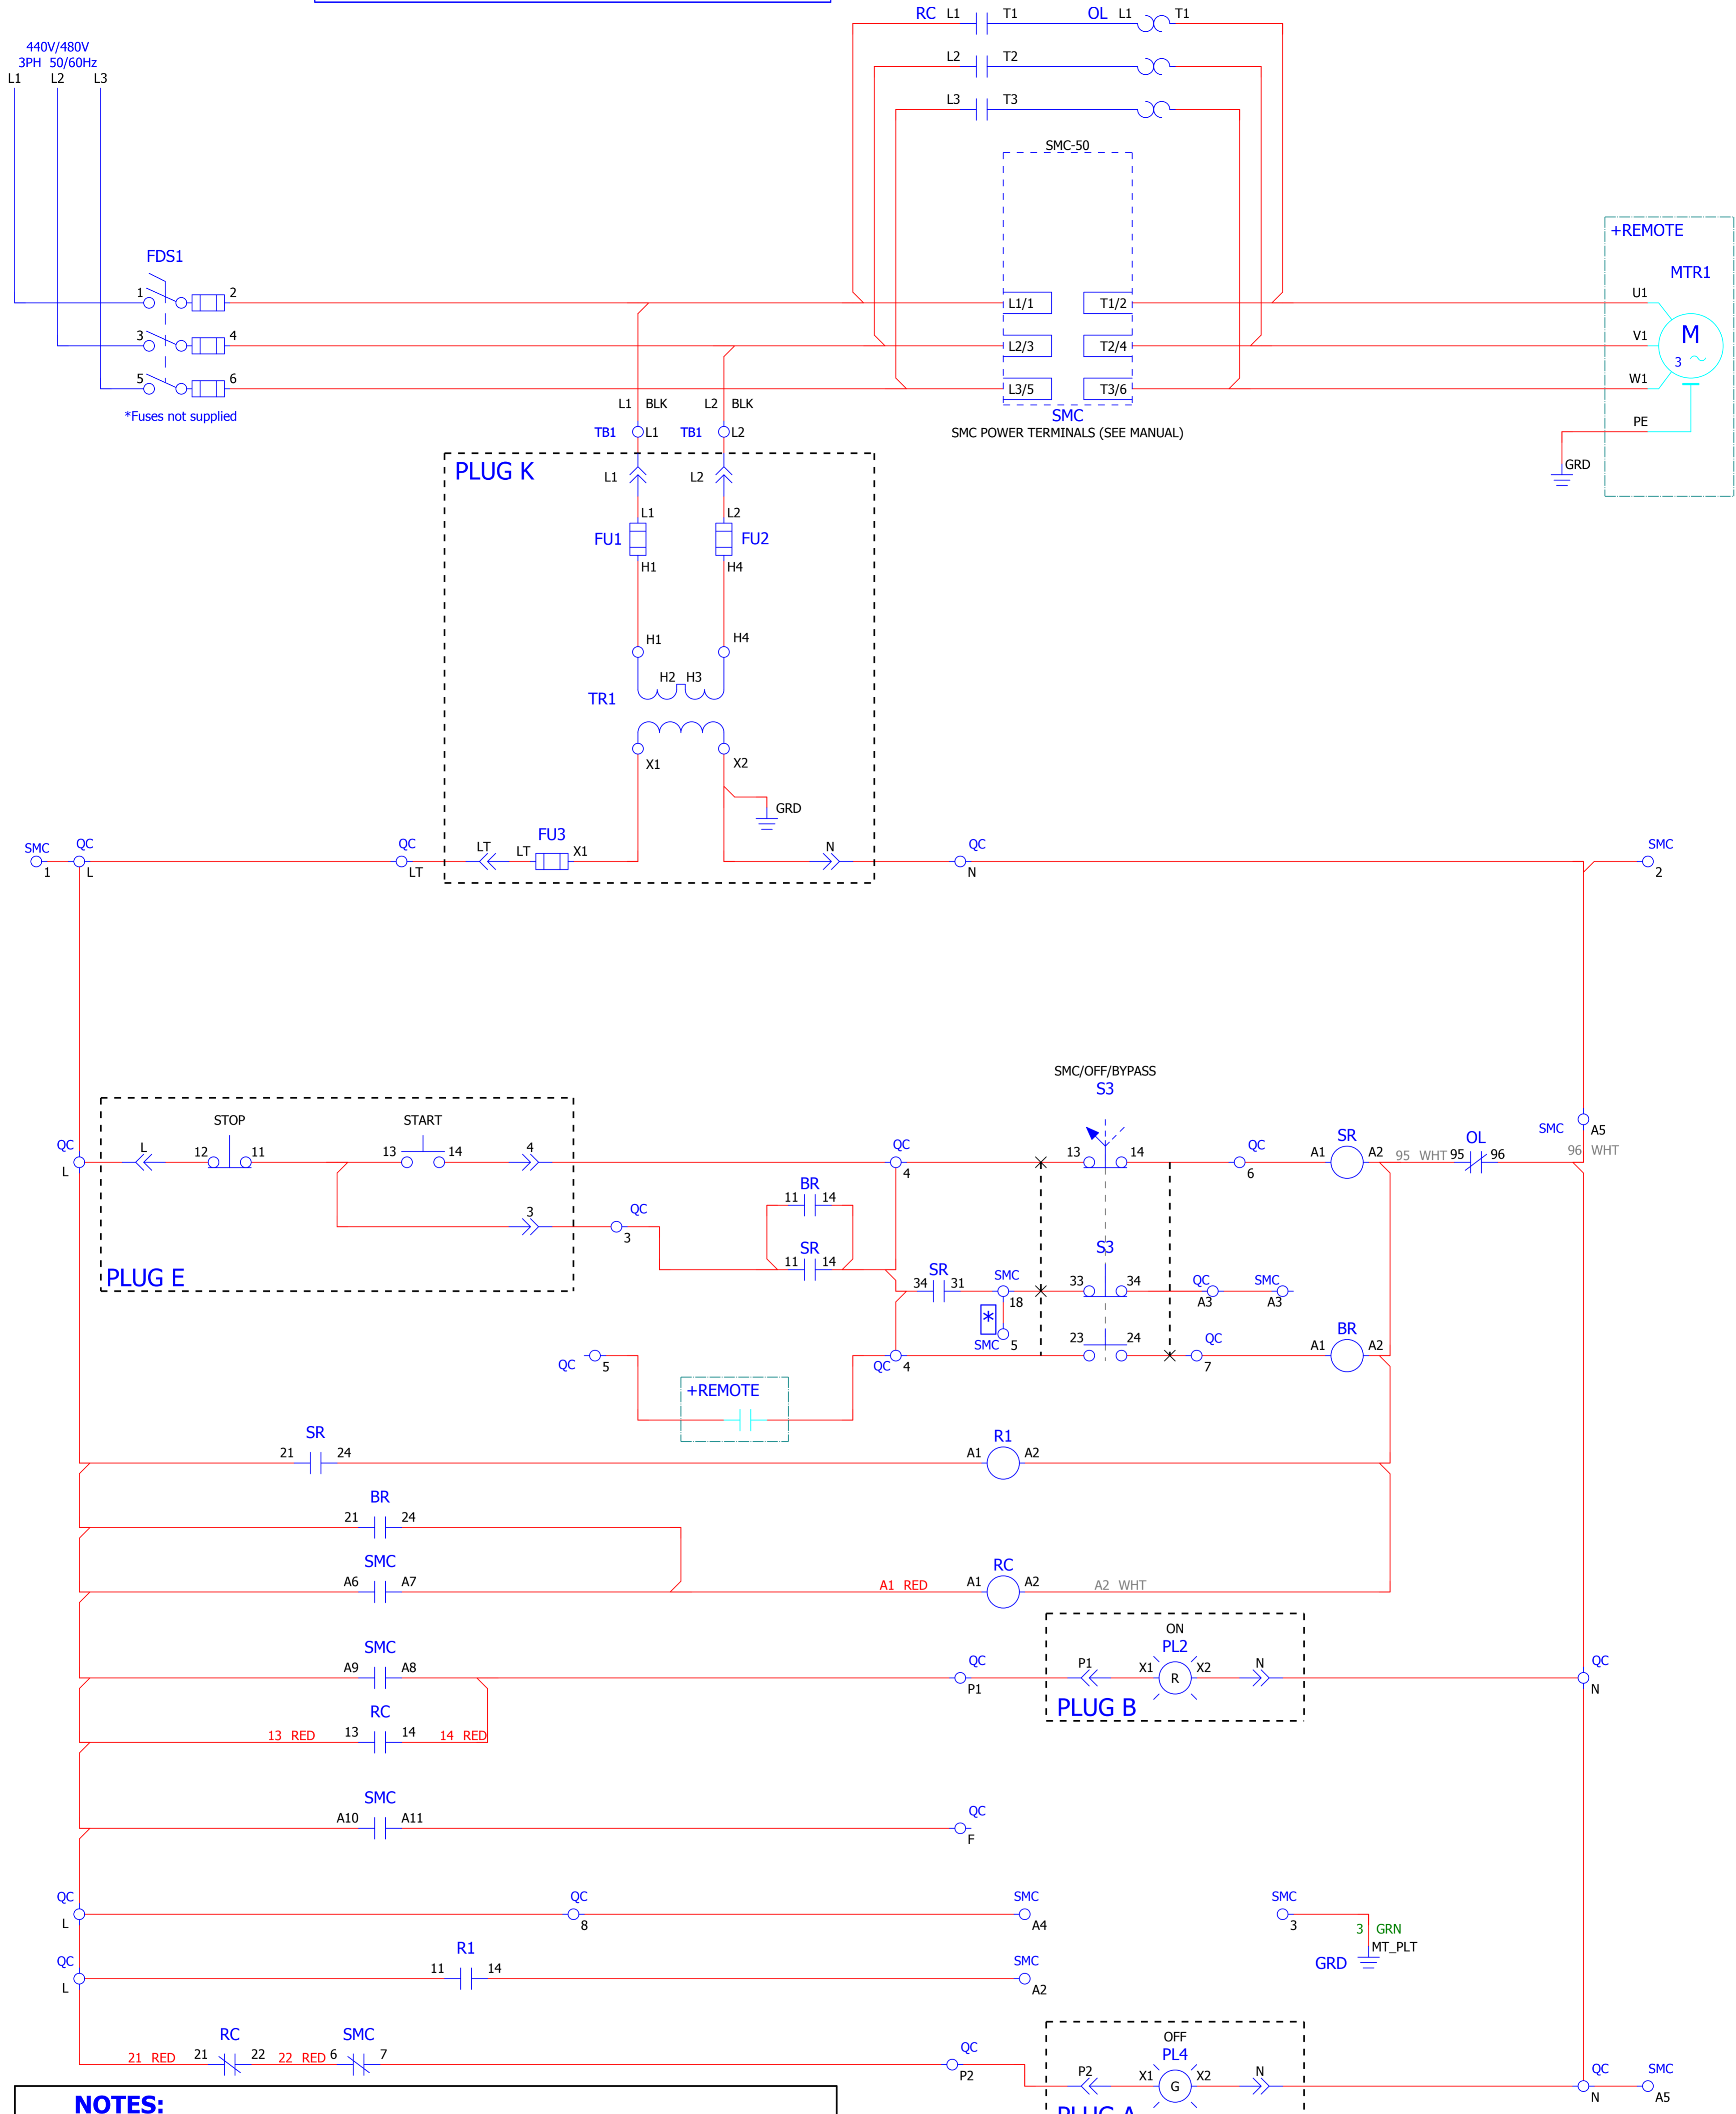 RC L1 T1 OL L1 T1
440V/480V
3PH 50/60Hz
L1 L2 L3
L2 T2
L3 T3
SMC-50
+REMOTE
MTR1
FDS1
1 2 L1/1 T1/2 U1
3 4 L2/3 T2/4 V1
M
3
5 6 L3/5 T3/6 W1
*Fuses not supplied
L1 BLK L2 BLK
SMC
TB1 L1 TB1 L2
SMC POWER TERMINALS (SEE MANUAL)
PE
GRD
PLUG K
L1 L2
L1 L2
FU1 FU2
H1 H4
H1 H4
H2 H3
TR1
X1 X2
GRD
SMC QC QC FU3 QC SMC
LT LT X1 N
1 L LT N 2
SMC/OFF/BYPASS
S3
STOP START
SMC A5
QC L 12 11 13 14 4 QC 13 14 QC SR OL
A1 A2 95 WHT 95 96 96 WHT
L 4 6
BR
11 14
3 QC
3
SR
11 14
S3
PLUG E
SR SMC QC SMC
34 31 33 34
18 A3 A3
*
SMC 5
23 24 QC BR
A1 A2
QC 5 QC 4 7
+REMOTE
SR R1
21 24 A1 A2
BR
21 24
SMC RC
A6 A7 A1 RED A1 A2 A2 WHT
ON
SMC PL2
A9 A8 QC P1 X1 R X2 N QC
P1 N
RC PLUG B
13 RED 13 14 14 RED
SMC
A10 A11 QC
F
QC QC SMC SMC
L 8 A4 3
3 GRN
MT_PLT
GRD
QC R1 SMC
11 14
L A2
OFF
RC SMC PL4
21 RED 21 22 22 RED 6 7 QC
P2
P2 X1 G X2 N QC SMC
N A5
NOTES:
PLUG A